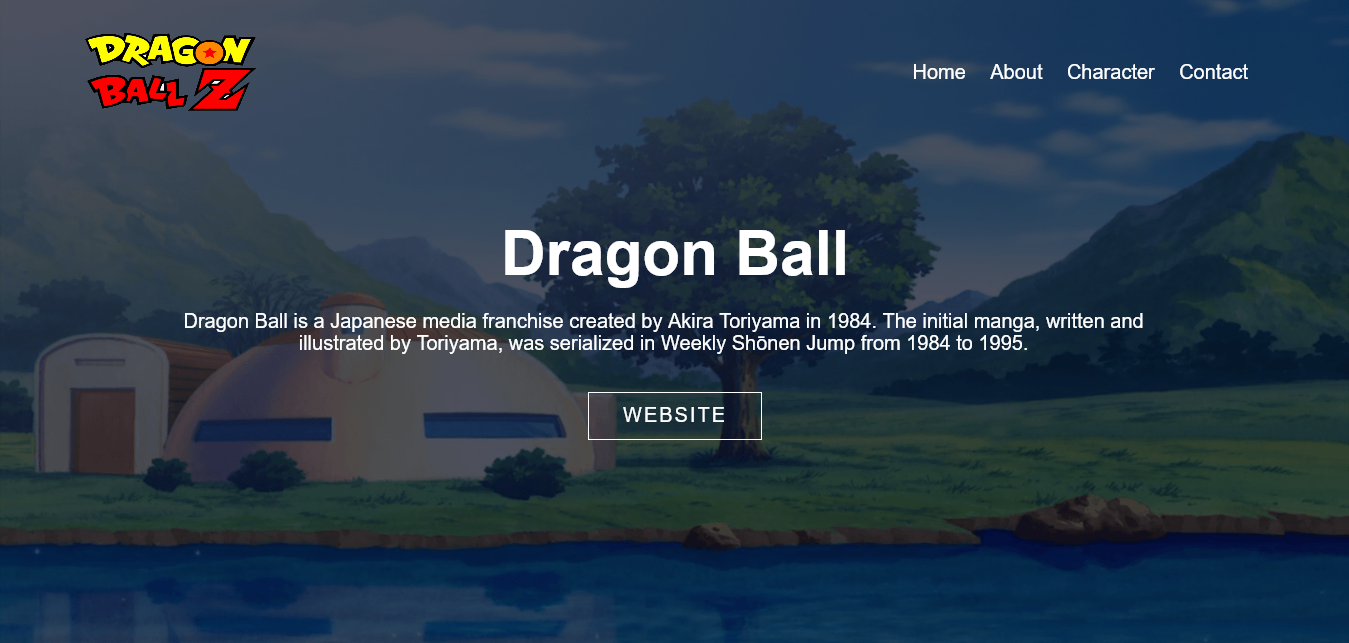 DRAGON
BALL Z
Home About Character Contact
Dragon Ball
Dragon Ball is a Japanese media franchise created by Akira Toriyama in 1984. The initial manga, written and
illustrated by Toriyama, was serialized in Weekly Shōnen Jump from 1984 to 1995.
WEBSITE